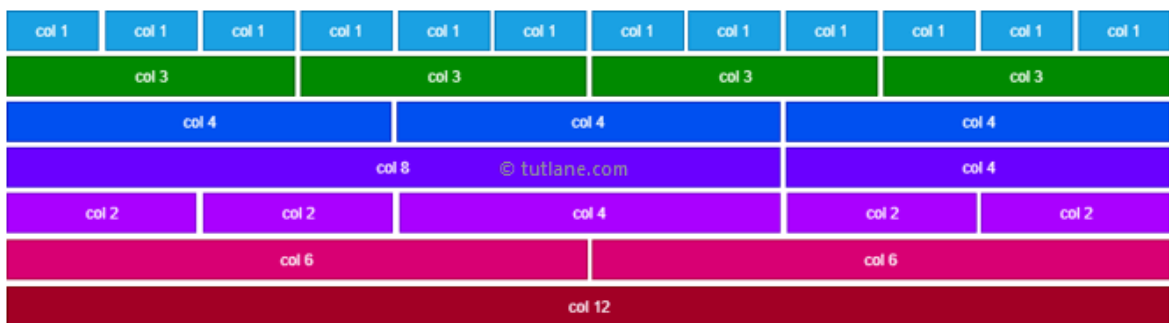 col 1 col 1 col 1 col 1 col 1 col 1 col 1 col 1 col 1 col 1 col 1 col 1
col 3 col 3 col 3 col 3
col 4 col 4 col 4
col 8 © tutlane.com col 4
col 2 col 2 col 4 col 2 col 2
col 6 col 6
col 12